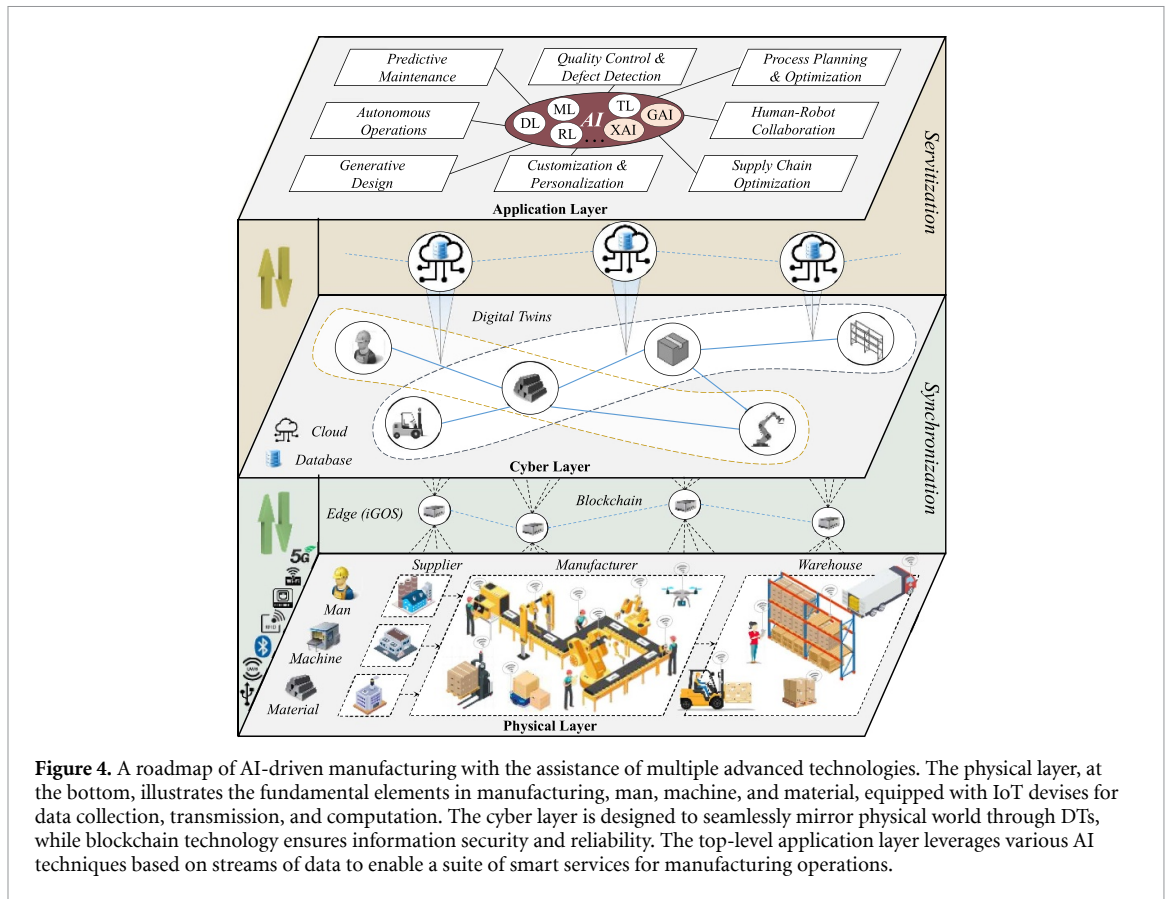 Predictive
Maintenance
Quality Control &
Defect Detection
Process Planning
& Optimization
Autonomous
Operations
DL
ML
AI
TL
GAI
RL
...
XAI
Human-Robot
Collaboration
Generative
Design
Customization &
Personalization
Supply Chain
Optimization
Application Layer
Servitization
Digital Twins
Cloud
Database
Cyber Layer
Synchronization
Edge (iGOS)
Blockchain
5G
RFID
UWB
Supplier
Manufacturer
Warehouse
Man
Machine
Material
Physical Layer
Figure 4. A roadmap of AI-driven manufacturing with the assistance of multiple advanced technologies. The physical layer, at
the bottom, illustrates the fundamental elements in manufacturing, man, machine, and material, equipped with IoT devises for
data collection, transmission, and computation. The cyber layer is designed to seamlessly mirror physical world through DTs,
while blockchain technology ensures information security and reliability. The top-level application layer leverages various AI
techniques based on streams of data to enable a suite of smart services for manufacturing operations.